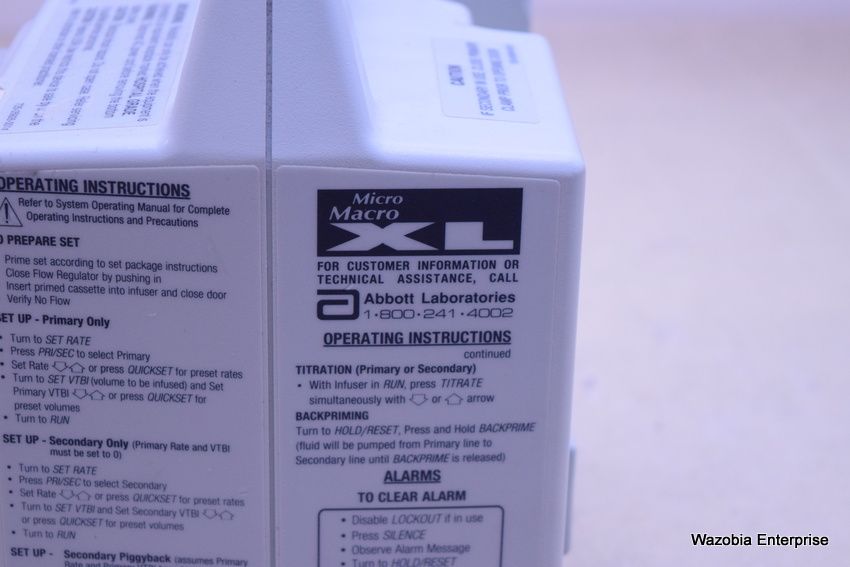 CAUTION
IF SECONDARY IN USE, CLOSE PRIMARY
CLAMP PRIOR TO OPENING DOOR
OPERATING INSTRUCTIONS
Refer to System Operating Manual for Complete
Operating Instructions and Precautions
O PREPARE SET
Prime set according to set package instructions
Close Flow Regulator by pushing in
Insert primed cassette into infuser and close door
Verify No Flow
SET UP - Primary Only
• Turn to SET RATE
• Press PRI/SEC to select Primary
• Set Rate or press QUICKSET for preset rates
• Turn to SET VTBI (volume to be infused) and Set
Primary VTBI or press QUICKSET for
preset volumes
• Turn to RUN
SET UP - Secondary Only (Primary Rate and VTBI
must be set to 0)
• Turn to SET RATE
• Press PRI/SEC to select Secondary
• Set Rate or press QUICKSET for preset rates
• Turn to SET VTBI and Set Secondary VTBI
or press QUICKSET for preset volumes
• Turn to RUN
SET UP - Secondary Piggyback (assumes Primary
Micro
Macro
XL
FOR CUSTOMER INFORMATION OR
TECHNICAL ASSISTANCE, CALL
Abbott Laboratories
1·800·241·4002
OPERATING INSTRUCTIONS
continued
TITRATION (Primary or Secondary)
• With Infuser in RUN, press TITRATE
simultaneously with or arrow
BACKPRIMING
Turn to HOLD/RESET, Press and Hold BACKPRIME
(fluid will be pumped from Primary line to
Secondary line until BACKPRIME is released)
ALARMS
TO CLEAR ALARM
• Disable LOCKOUT if in use
• Press SILENCE
• Observe Alarm Message
• Turn to HOLD/RESET
Wazobia Enterprise